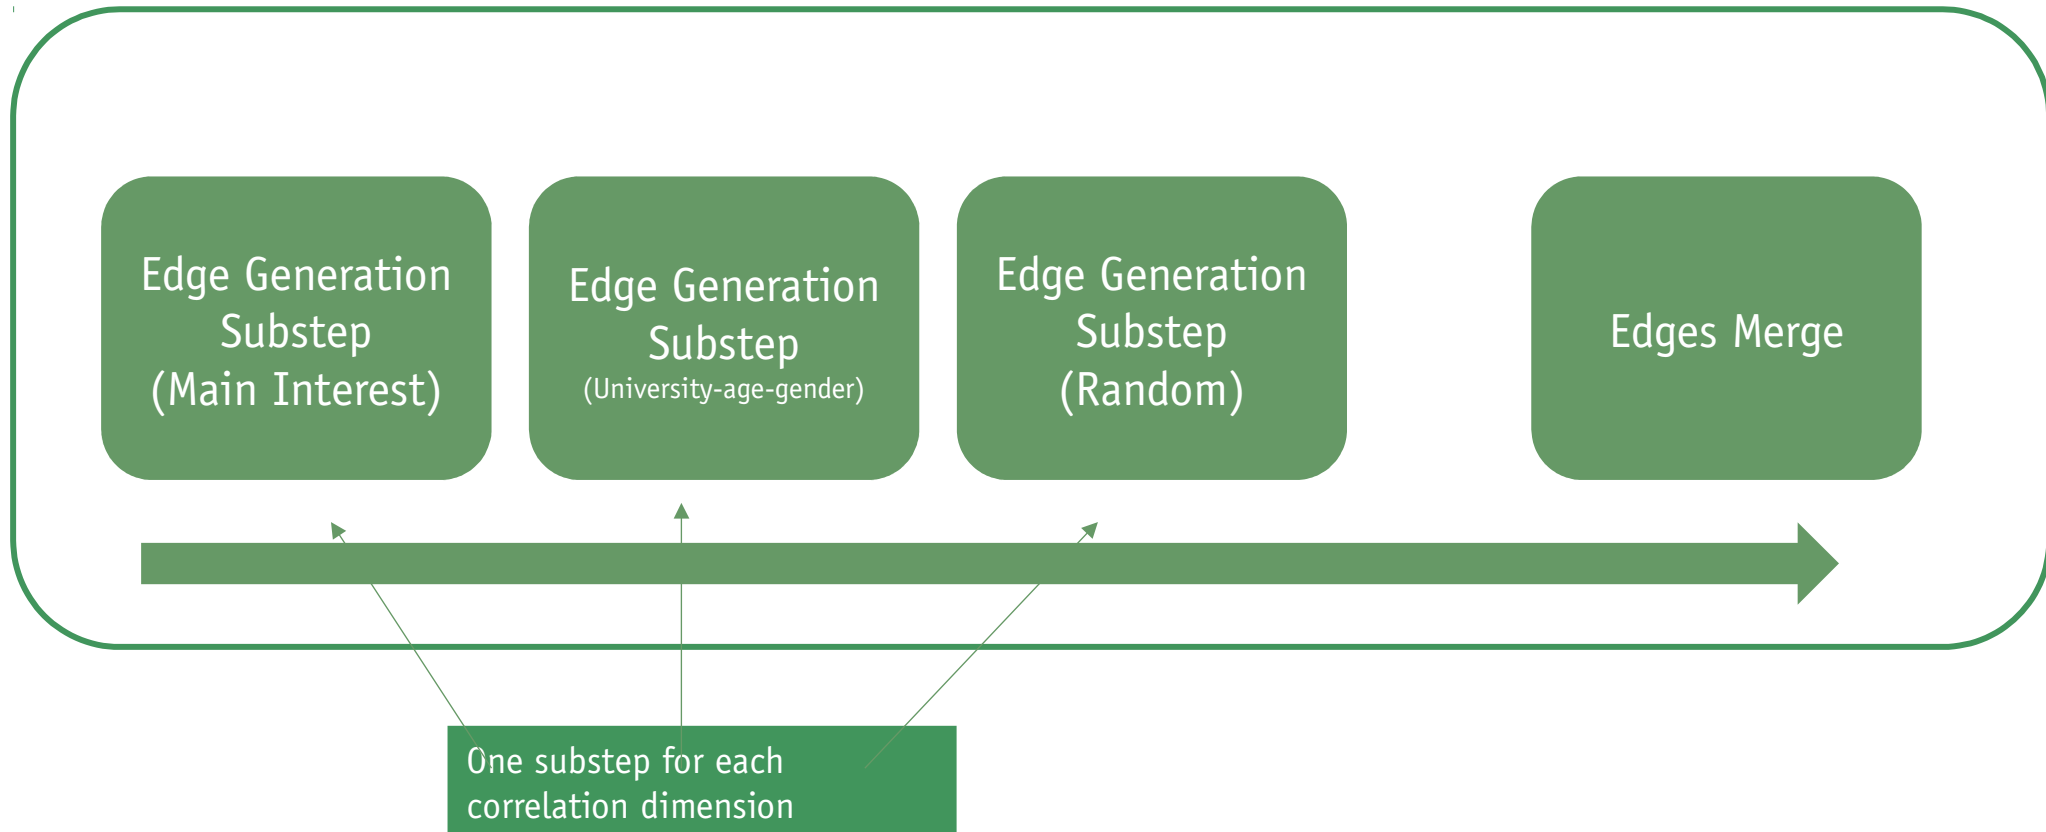 Edge Generation
Substep
(Main Interest)
Edge Generation
Substep
(University-age-gender)
Edge Generation
Substep
(Random)
Edges Merge
One substep for each
correlation dimension